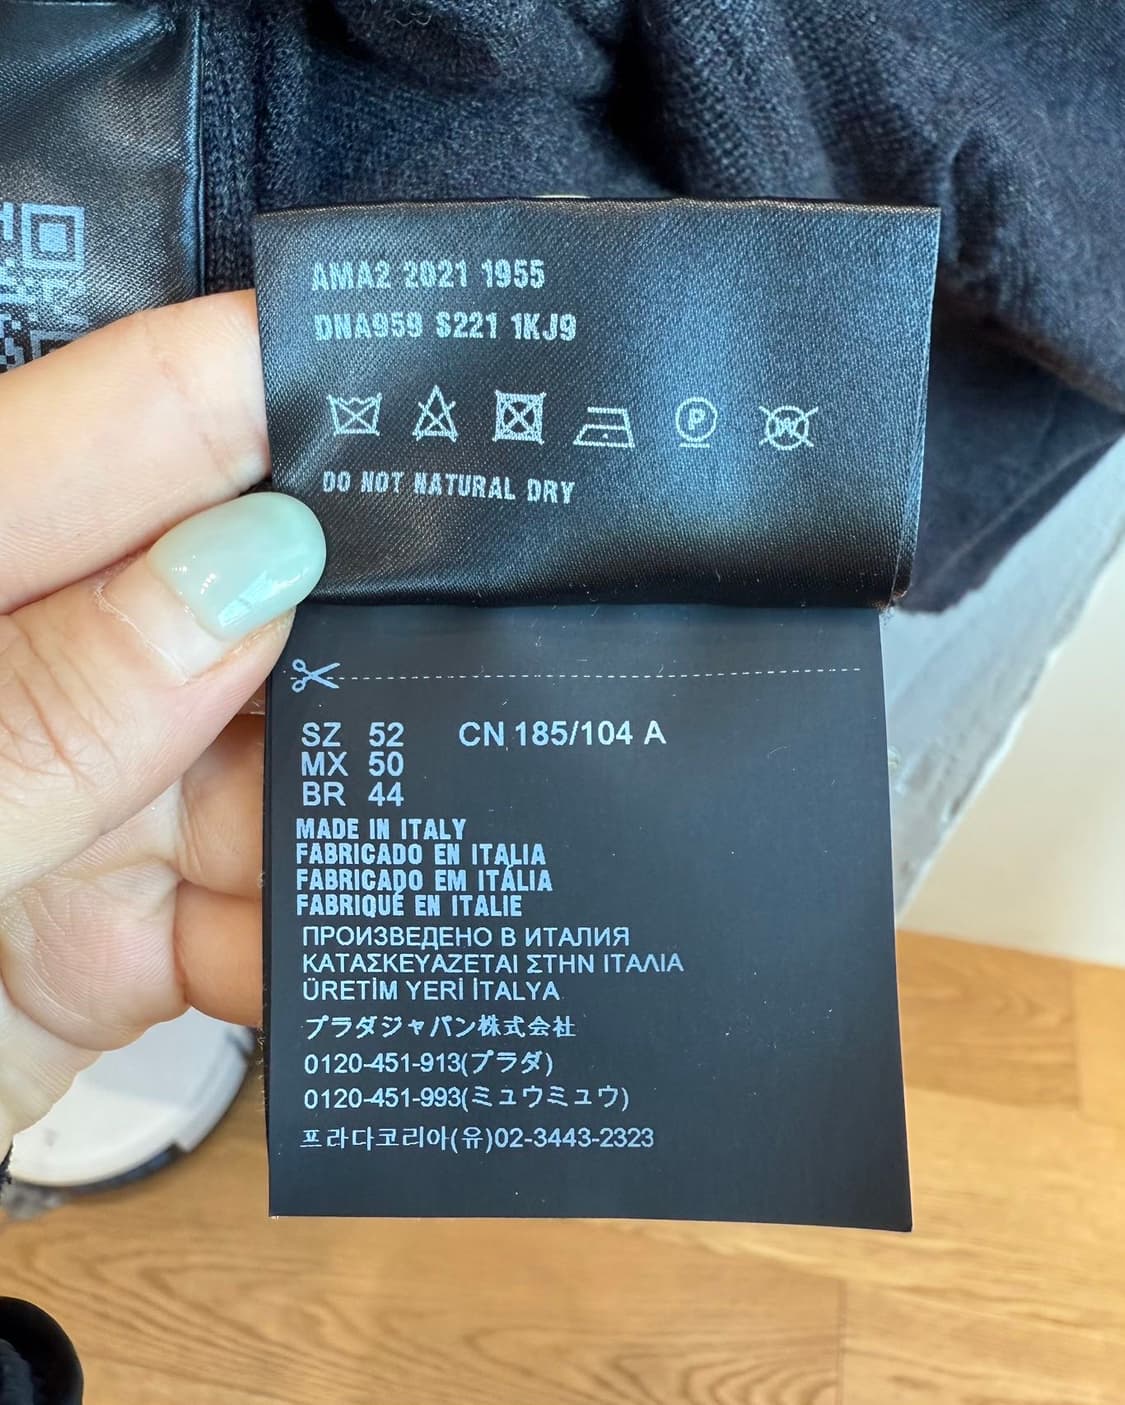 AMA2 2021 1955
DNA959 S221 1KJ9
P W
DO NOT NATURAL DRY
SZ 52 CN 185/104 A
MX 50
BR 44
MADE IN ITALY
FABRICADO EN ITALIA
FABRICADO EM ITÁLIA
FABRIQUÉ EN ITALIE
ПРОИЗВЕДЕНО В ИТАЛИЯ
ΚΑΤΑΣΚΕΥΑΖΕΤΑΙ ΣΤΗΝ ΙΤΑΛΙΑ
ÜRETİM YERİ İTALYA
プラダジャパン株式会社
0120-451-913(プラダ)
0120-451-993(ミュウミュウ)
프라다코리아(유)02-3443-2323